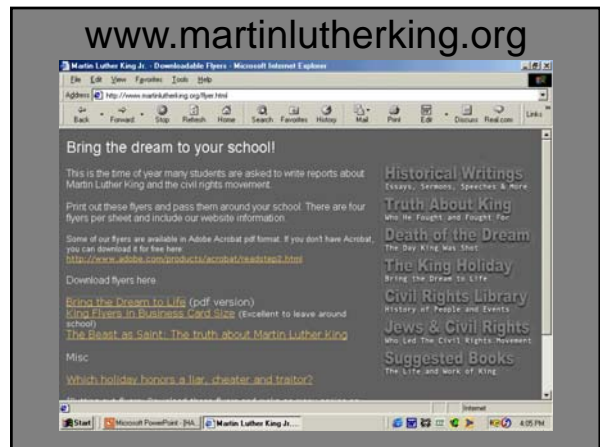 www.martinlutherking.org
Martin Luther King Jr. - Downloadable Flyers - Microsoft Internet Explorer
File Edit View Favorites Tools Help
Address http://www.martinlutherking.org/flyer.html
Back Forward Stop Refresh Home Search Favorites History Mail Print Edit Discuss Real.com Links
Bring the dream to your school!
This is the time of year many students are asked to write reports about
Martin Luther King and the civil rights movement.
Print out these flyers and pass them around your school. There are four
flyers per sheet and include our website information.
Some of our flyers are available in Adobe Acrobat pdf format. If you don't have Acrobat,
you can download it for free here:
http://www.adobe.com/products/acrobat/readstep2.html
Download flyers here.
Bring the Dream to Life (pdf version)
King Flyers in Business Card Size (Excellent to leave around
school)
The Beast as Saint: The truth about Martin Luther King
Misc
Which holiday honors a liar, cheater and traitor?
Historical Writings
Essays, Sermons, Speeches & More
Truth About King
Who He Fought and Fought For
Death of the Dream
The Day King Was Shot
The King Holiday
Bring the Dream to Life
Civil Rights Library
History of People and Events
Jews & Civil Rights
Who Led The Civil Rights Movement
Suggested Books
The Life and Work of King
Internet
Start Microsoft PowerPoint - [HA... Martin Luther King Jr.... 4:05 PM